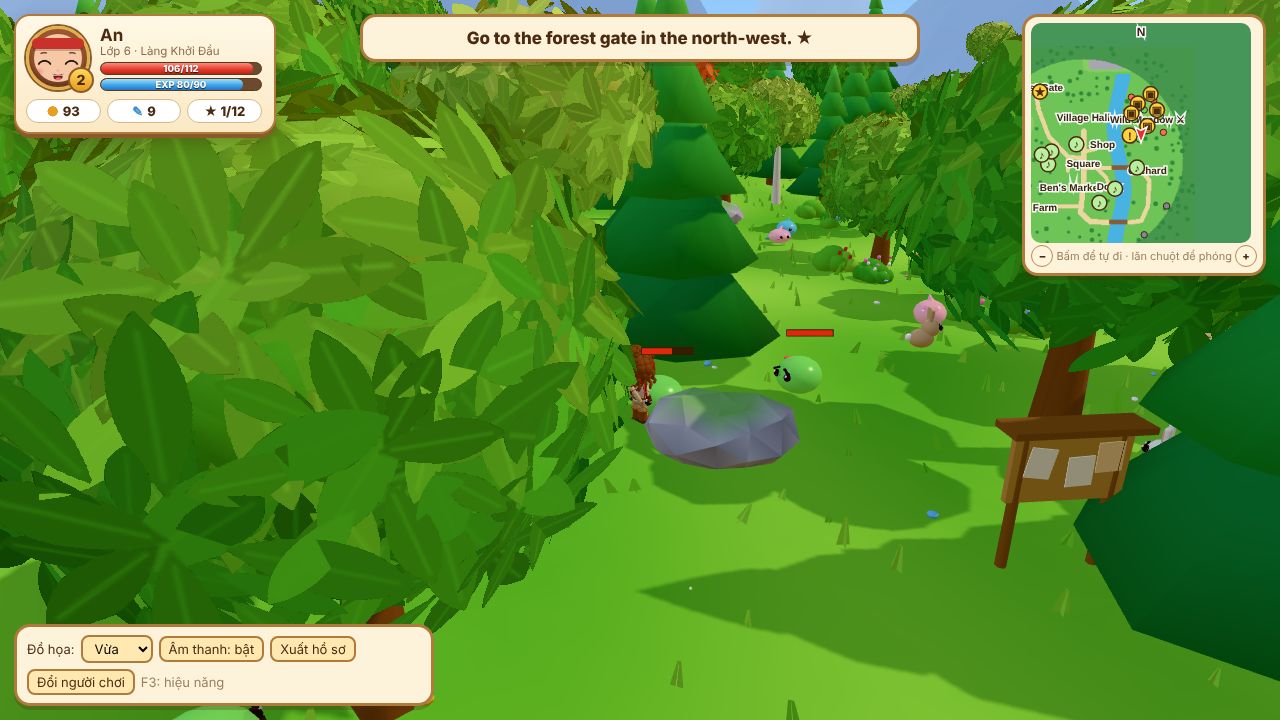 An
Lớp 6 · Làng Khởi Đầu
106/112
EXP 80/90
2
93
9
★ 1/12
Go to the forest gate in the north-west. ★
N
Village Hall
Shop
Square
Ben's Market
Farm
Bấm để tự đi · lăn chuột để phóng
Đồ họa:
Vừa
Âm thanh: bật
Xuất hồ sơ
Đổi người chơi
F3: hiệu năng